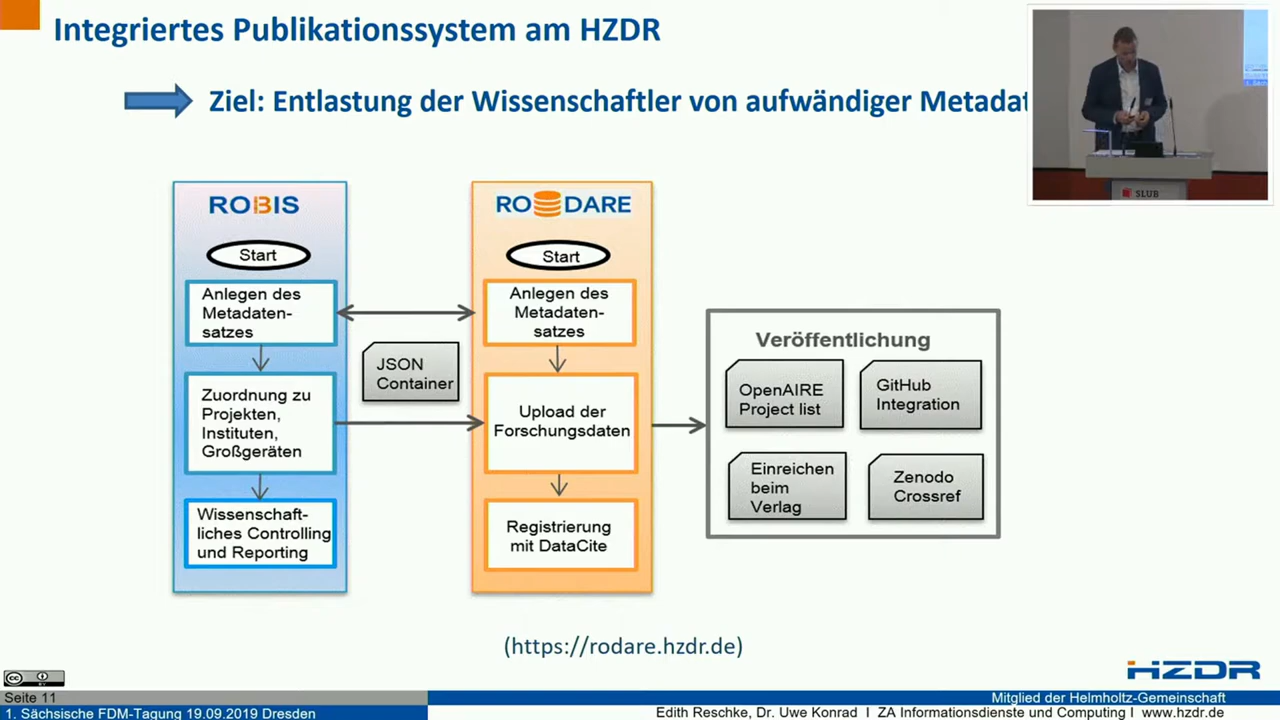 Integriertes Publikationssystem am HZDR
Ziel: Entlastung der Wissenschaftler von aufwändiger
SLUB
ROBIS
Start
Anlegen des
Metadaten-
satzes
Zuordnung zu
Projekten,
Instituten,
Großgeräten
Wissenschaft-
liches Controlling
und Reporting
JSON
Container
RODARE
Start
Anlegen des
Metadaten-
satzes
Upload der
Forschungsdaten
Registrierung
mit DataCite
Veröffentlichung
OpenAIRE
Project list
GitHub
Integration
Einreichen
beim
Verlag
Zenodo
Crossref
(https://rodare.hzdr.de)
HZDR
cc
BY
Seite 11
Mitglied der Helmholtz-Gemeinschaft
1. Sächsische FDM-Tagung 19.09.2019 Dresden
Edith Reschke, Dr. Uwe Konrad I ZA Informationsdienste und Computing I www.hzdr.de